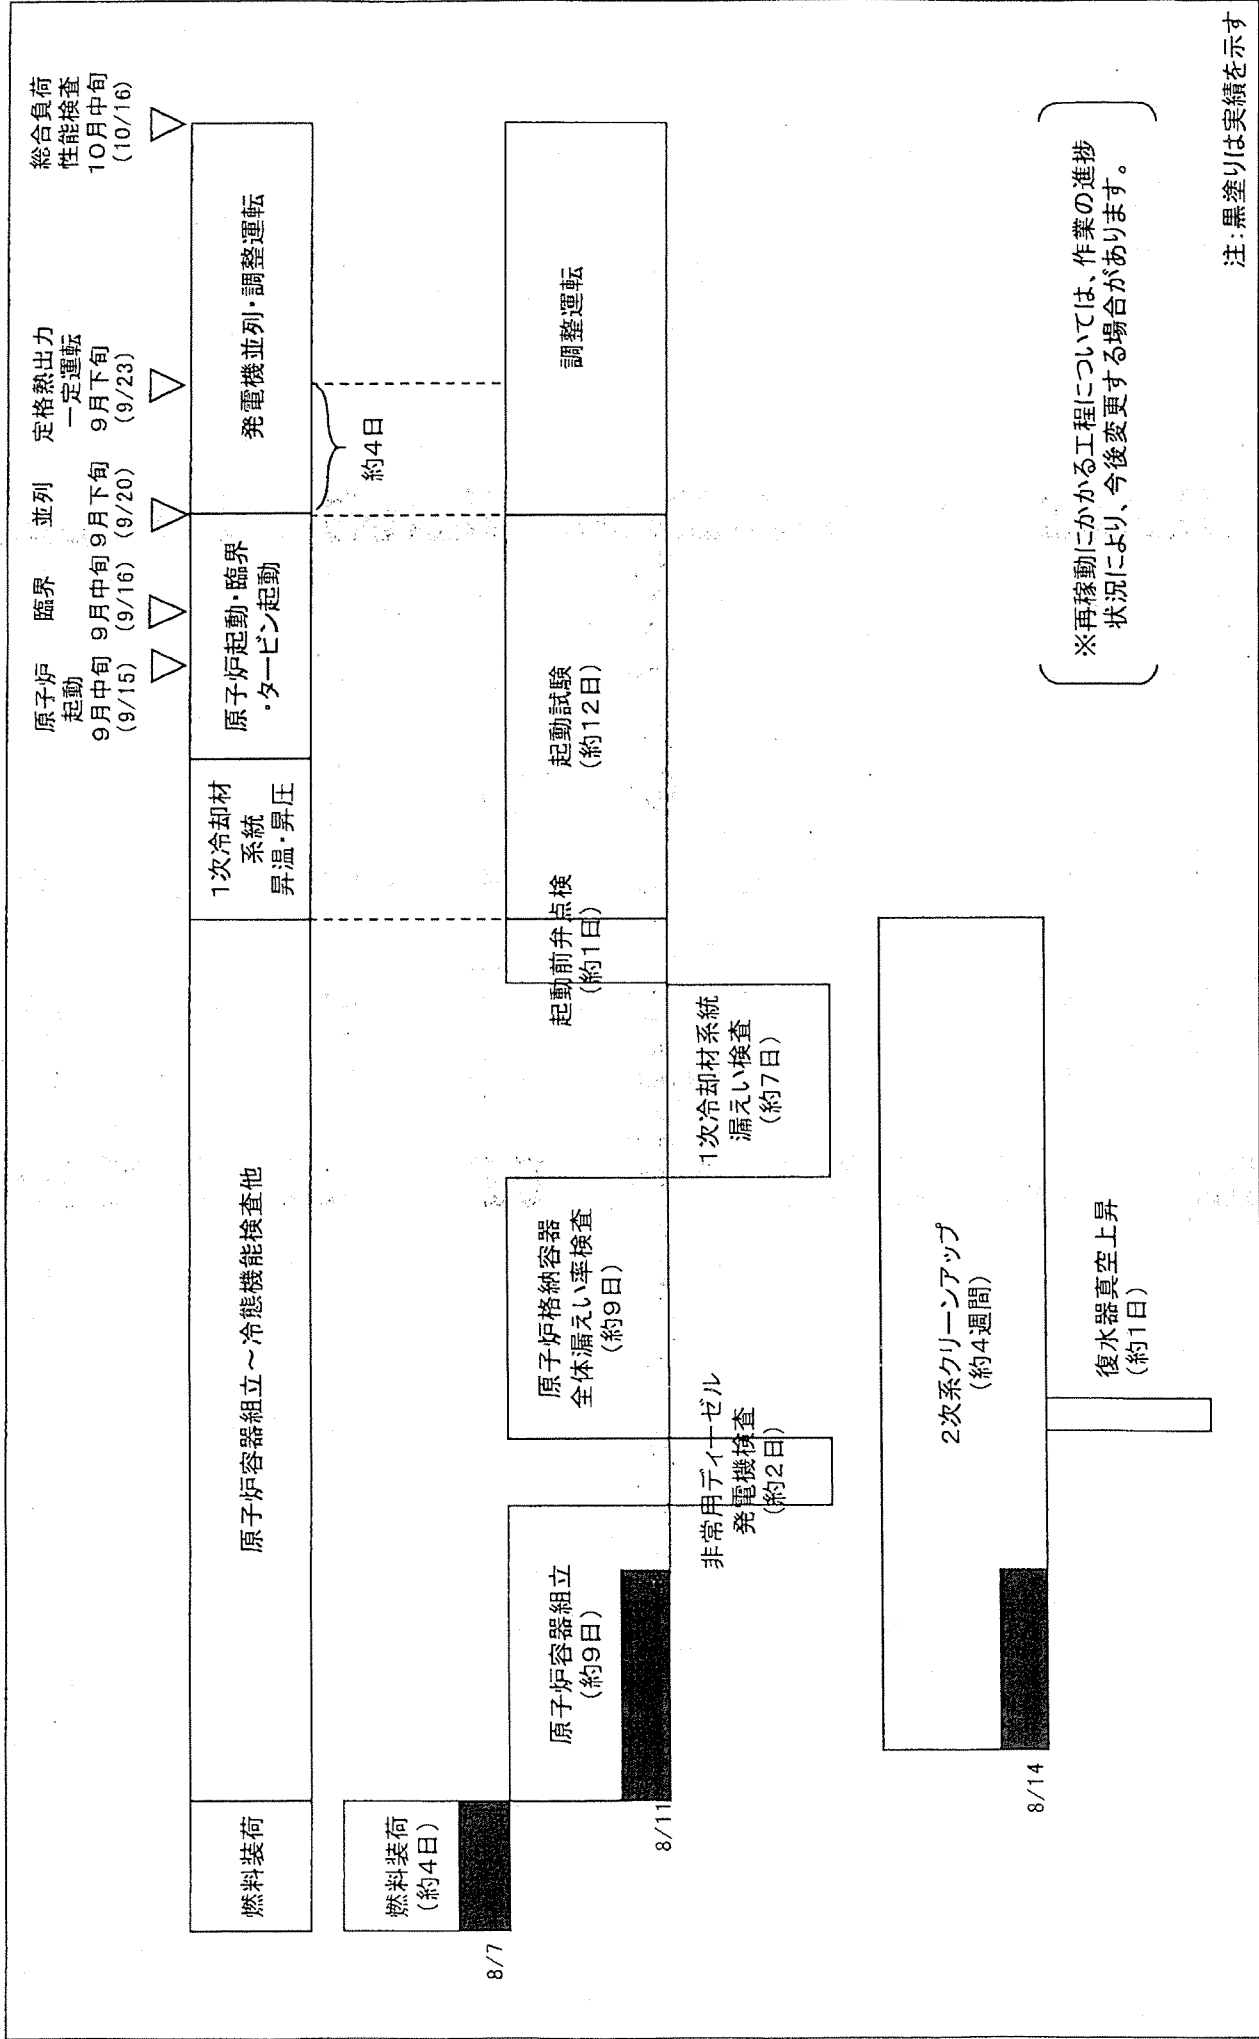 原子炉
起動
9月中旬
(9/15)
臨界
9月中旬
(9/16)
並列
9月下旬
(9/20)
定格熱出力
一定運転
9月下旬
(9/23)
総合負荷
性能検査
10月中旬
(10/16)
燃料装荷
原子炉容器組立～冷態機能検査他
1次冷却材
系統
昇温・昇圧
原子炉起動・臨界
・タービン起動
発電機並列・調整運転
約4日
燃料装荷
(約4日)
8/7
原子炉容器組立
(約9日)
8/11
非常用ディーゼル
発電機検査
(約2日)
原子炉格納容器
全体漏えい率検査
(約9日)
1次冷却材系統
漏えい検査
(約7日)
起動前弁点検
(約1日)
起動試験
(約12日)
調整運転
2次系クリーンアップ
(約4週間)
8/14
復水器真空上昇
(約1日)
※再稼動にかかる工程については、作業の進捗
状況により、今後変更する場合があります。
注:黒塗りは実績を示す